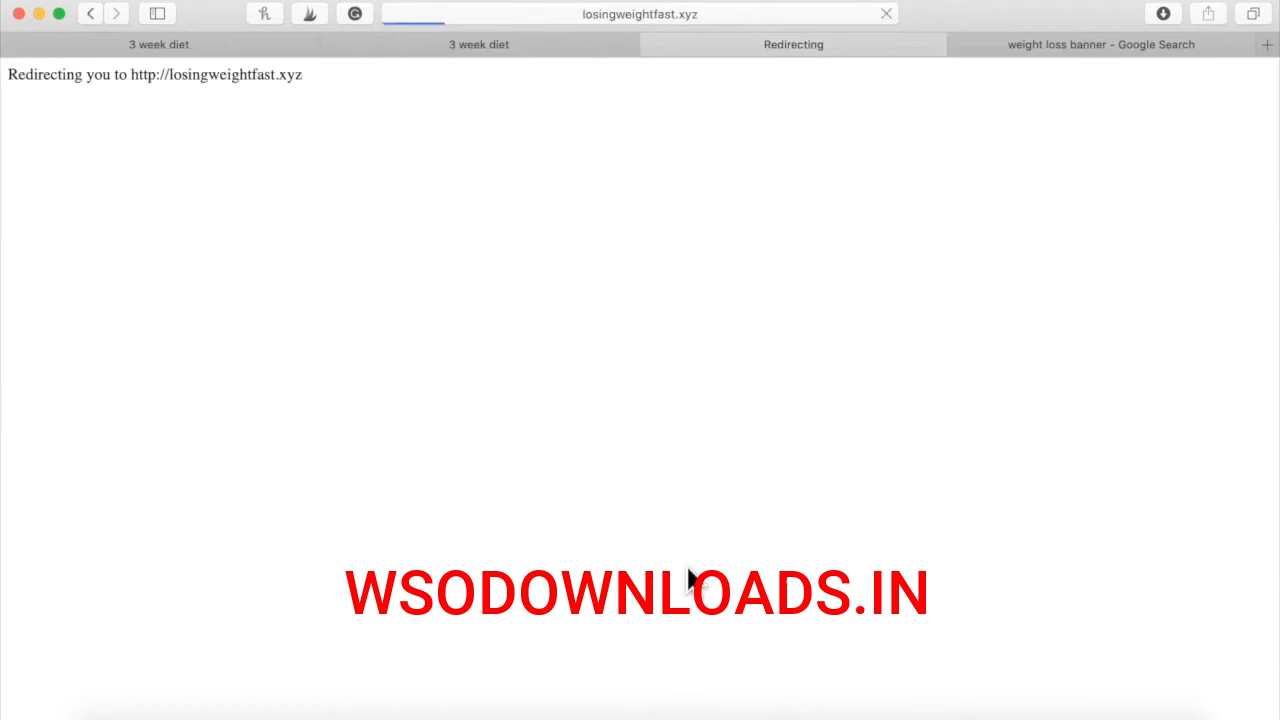 losingweightfast.xyz
3 week diet
3 week diet
Redirecting
weight loss banner - Google Search
Redirecting you to http://losingweightfast.xyz
WSODOWNLOADS.IN